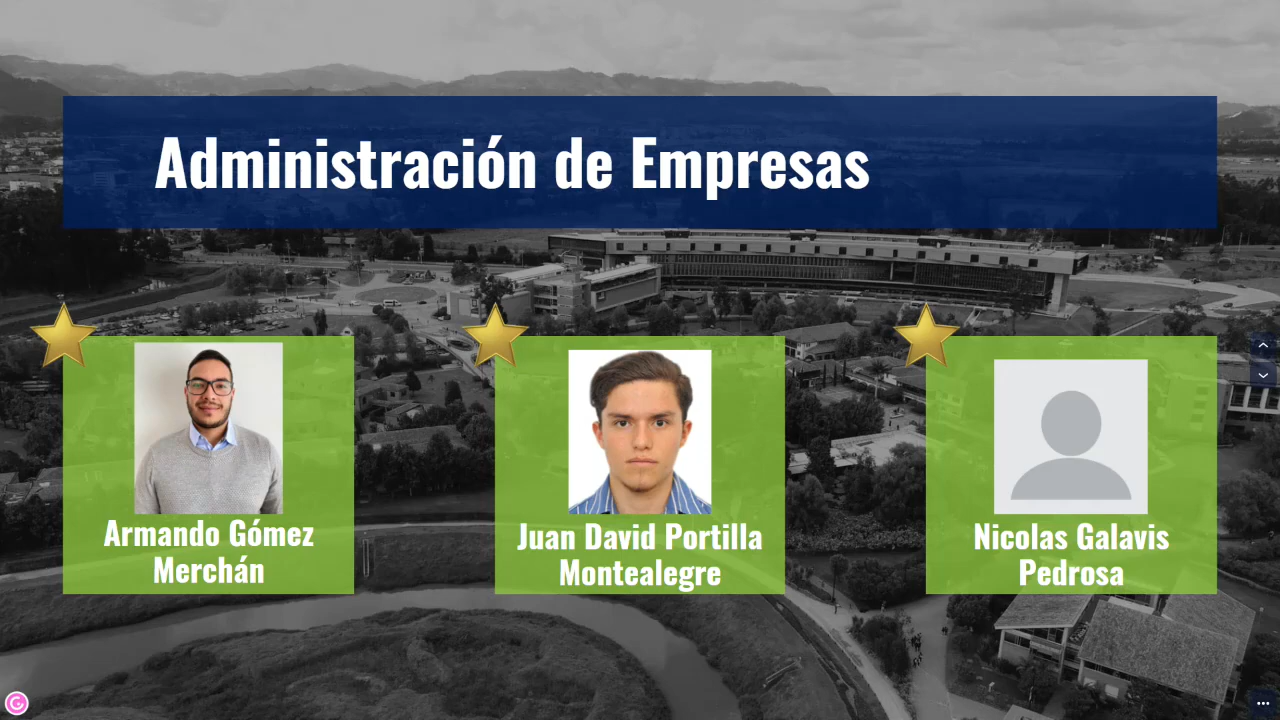 Administración de Empresas
Armando Gómez
Merchán
Juan David Portilla
Montealegre
Nicolas Galavis
Pedrosa